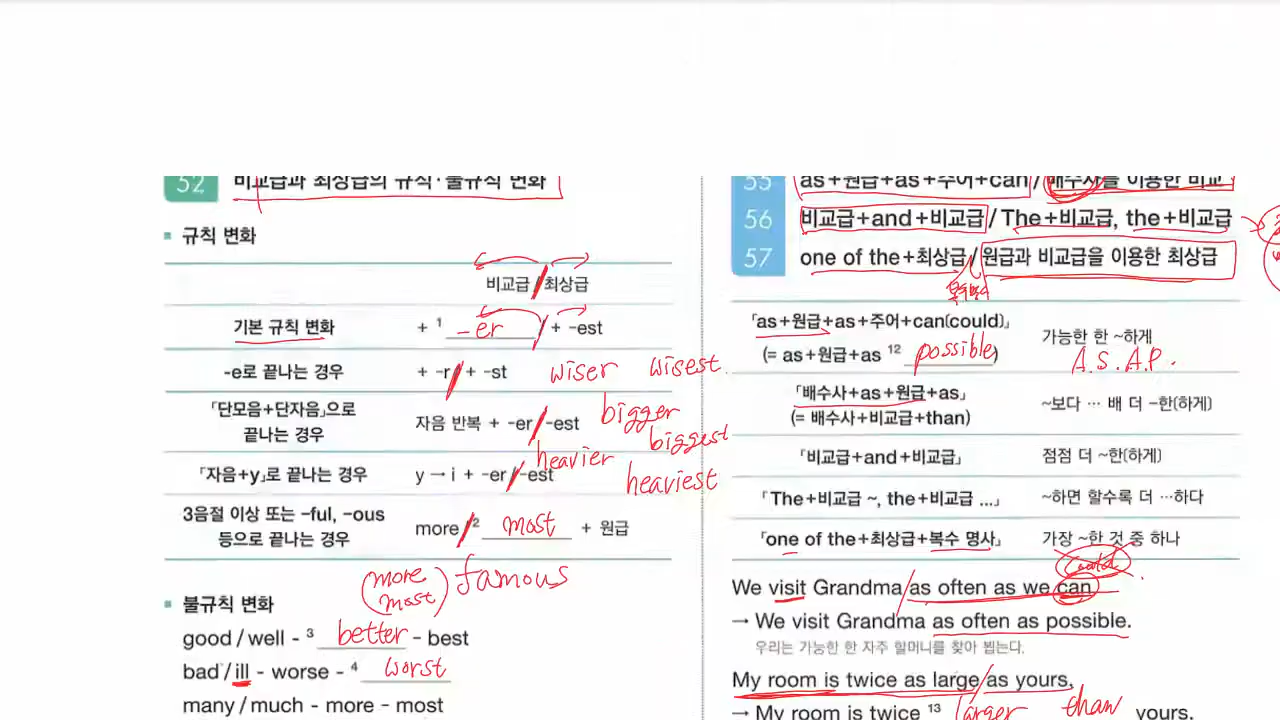 52 비교급과 최상급의 규칙·불규칙 변화
규칙 변화
비교급/최상급
기본 규칙 변화 + 1 -er / + -est
-e로 끝나는 경우 + -r / + -st wiser wisest
「단모음+단자음」으로
끝나는 경우
자음 반복 + -er / -est bigger
biggest
「자음+y」로 끝나는 경우 y → i + -er / -est heavier
heaviest
3음절 이상 또는 -ful, -ous
등으로 끝나는 경우
more / 2 most + 원급
(more
most) famous
불규칙 변화
good / well - 3 better - best
bad / ill - worse - 4 worst
many / much - more - most
55 as+원급+as+주어+can / 배수사를 이용한 비교
56 비교급+and+비교급 / The+비교급, the+비교급
57 one of the+최상급 / 원급과 비교급을 이용한 최상급
「as+원급+as+주어+can(could)」
(= as+원급+as 12 possible)
가능한 한 ~하게
A.S.A.P.
「배수사+as+원급+as」
(= 배수사+비교급+than)
~보다 … 배 더 -한(하게)
「비교급+and+비교급」 점점 더 ~한(하게)
「The+비교급 ~, the+비교급 ...」 ~하면 할수록 더 …하다
「one of the+최상급+복수 명사」 가장 ~한 것 중 하나
could
We visit Grandma / as often as we can
→ We visit Grandma as often as possible.
우리는 가능한 한 자주 할머니를 찾아 뵙는다.
My room is twice as large / as yours.
→ My room is twice 13 larger than yours.